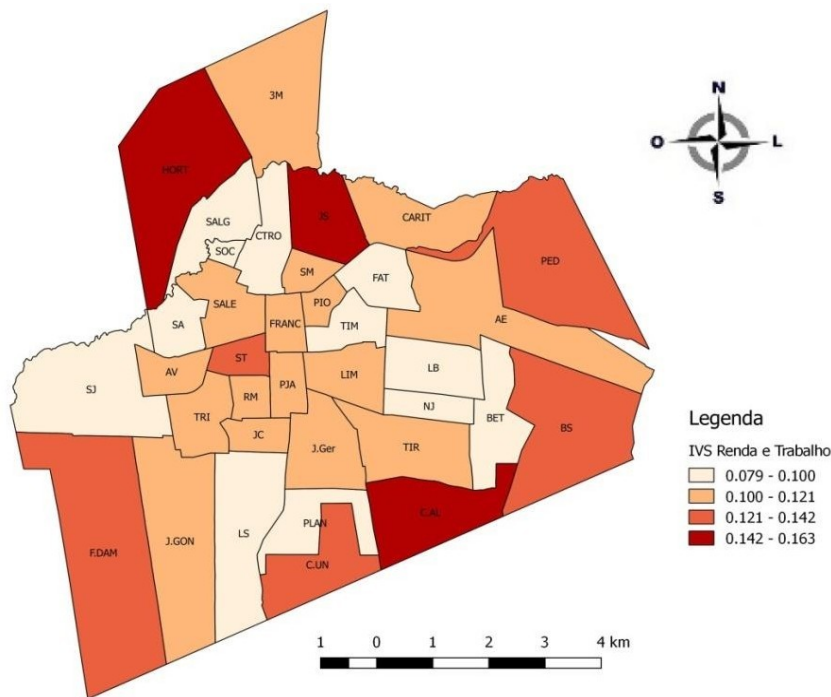 3M
N
O
L
S
HORT
JS
CARIT
SALG
CTRO
SOC
SM
FAT
PED
PIO
SALE
FRANC
TIM
AE
SA
ST
AV
LIM
LB
SJ
RM
PJA
NJ
BET
TRI
JC
J.Ger
TIR
BS
Legenda
IVS Renda e Trabalho
0.079 - 0.100
0.100 - 0.121
0.121 - 0.142
0.142 - 0.163
C.AL
PLAN
LS
J.GON
F.DAM
C.UN
1 0 1 2 3 4 km